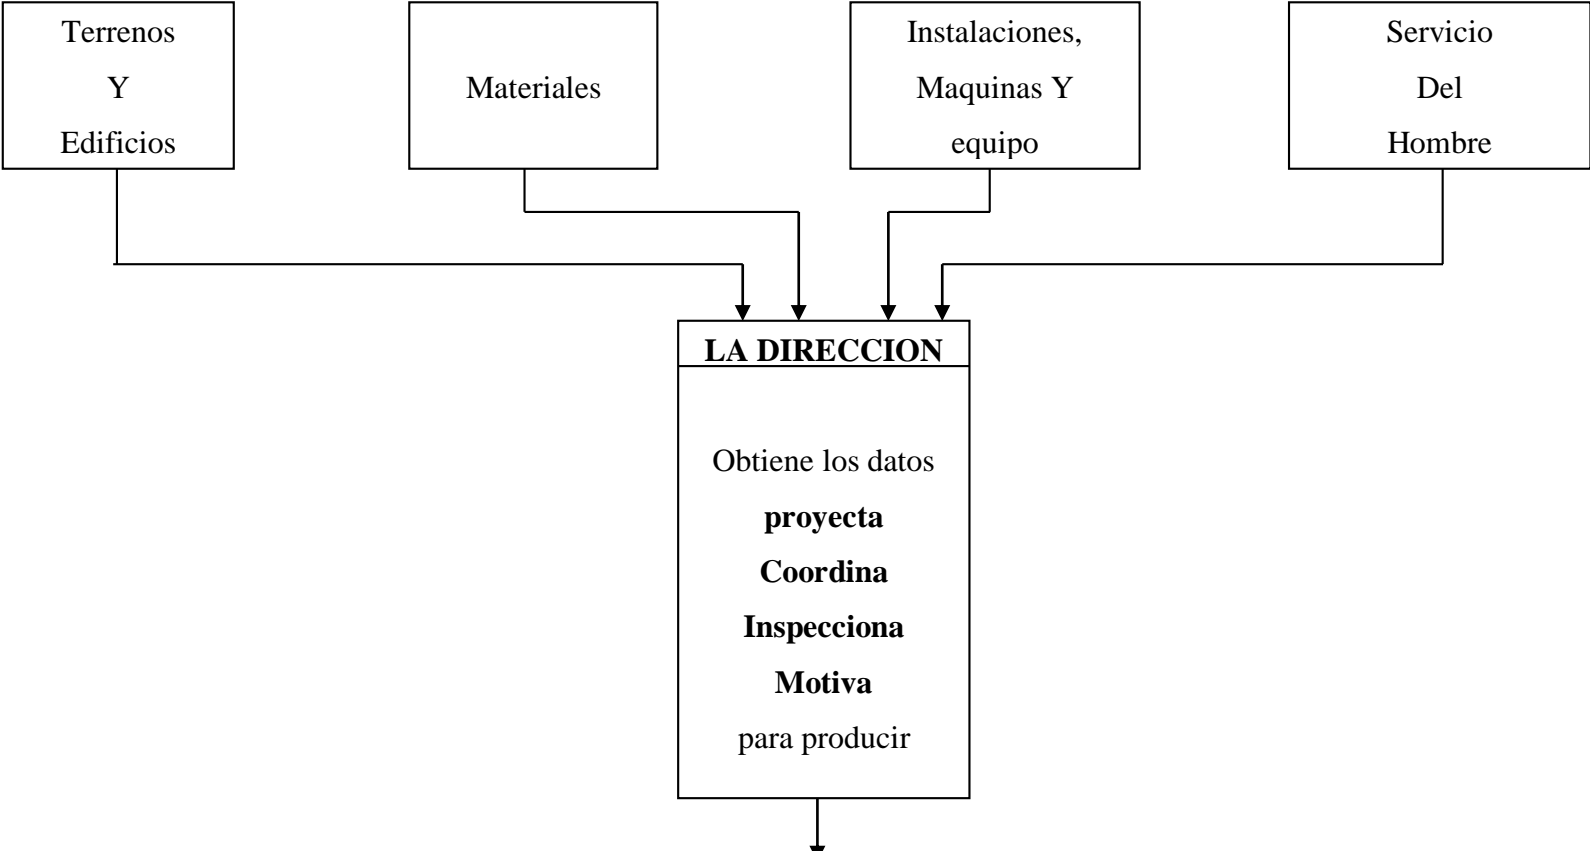 Terrenos
Y
Edificios
Materiales
Instalaciones,
Maquinas Y
equipo
Servicio
Del
Hombre
LA DIRECCION
Obtiene los datos
proyecta
Coordina
Inspecciona
Motiva
para producir